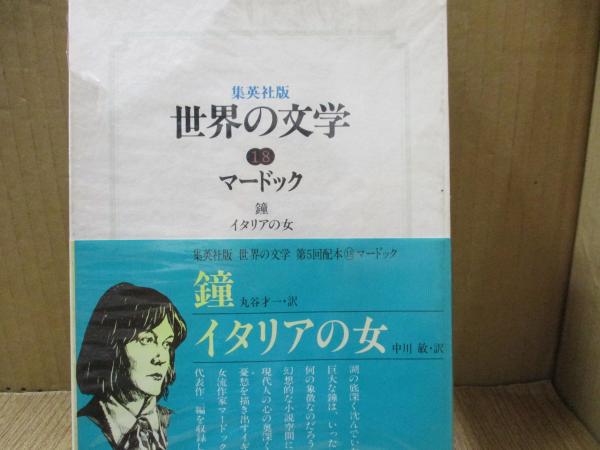 集英社版
世界の文学
18
マードック
鐘
イタリアの女
集英社版 世界の文学 第5回配本⑱マードック
鐘 丸谷才一・訳
イタリアの女 中川 敏・訳
湖の底深く沈んでい
巨大な鐘は、いった
何の象徴なのだろう
幻想的な小説空間に
現代人の心の奥深く
憂愁を描き出すイギ
女流作家マードック
代表作二編を収録し